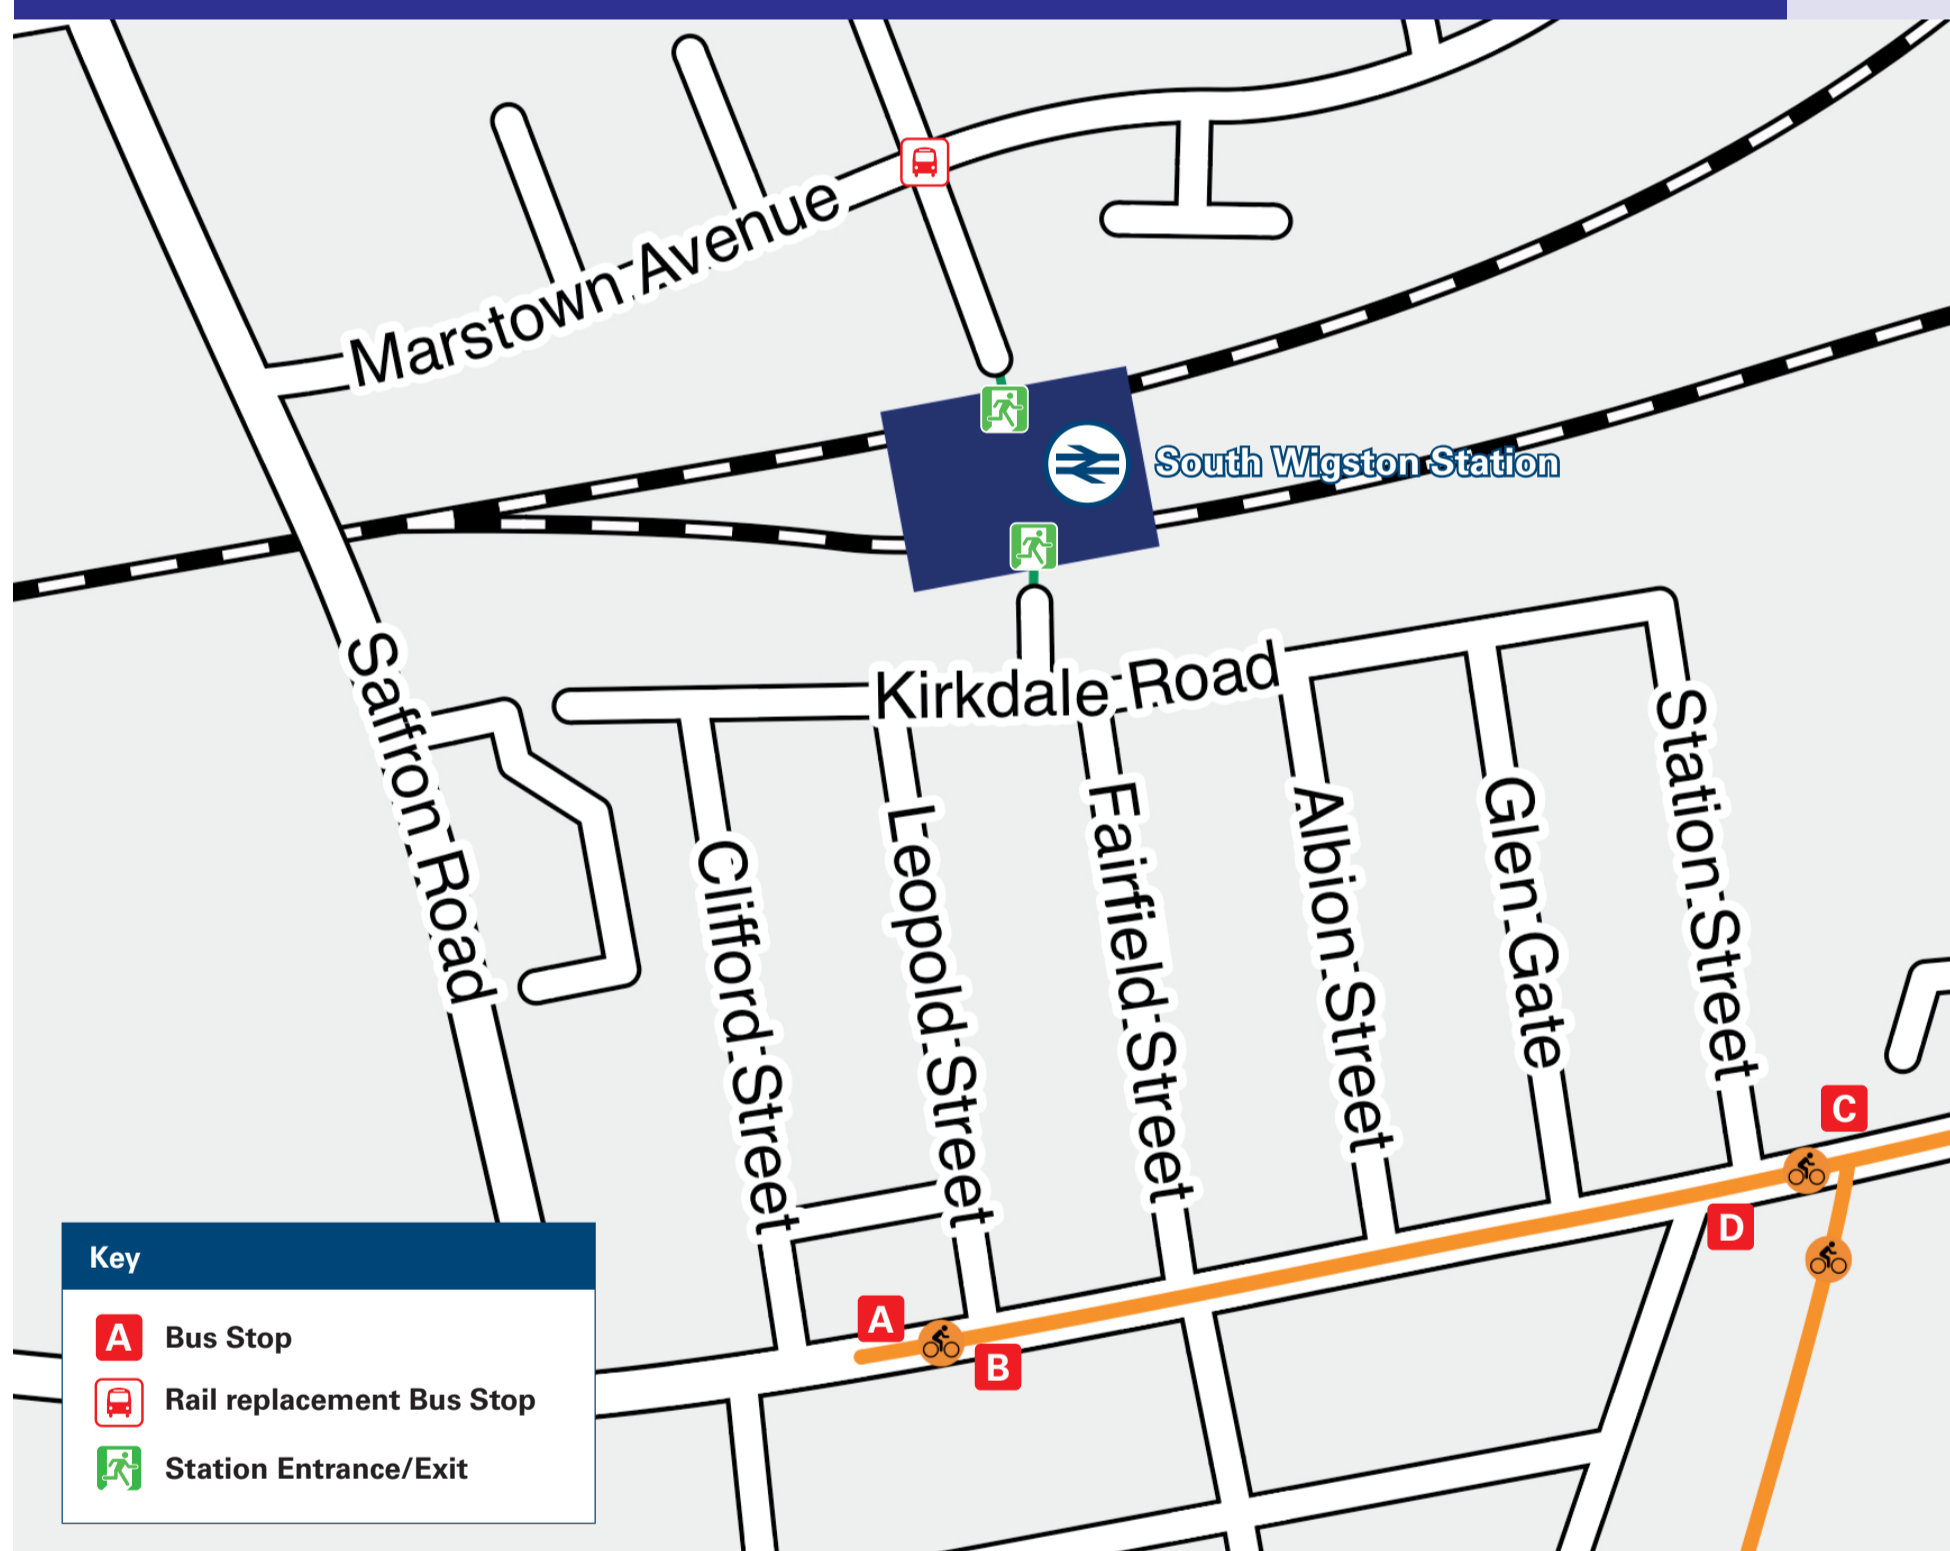 Marstown Avenue
South Wigston Station
Saffron Road
Kirkdale Road
Clifford Street
Leopold Street
Fairfield Street
Albion Street
Glen Gate
Station Street
C
D
A
B
Key
A Bus Stop
Rail replacement Bus Stop
Station Entrance/Exit